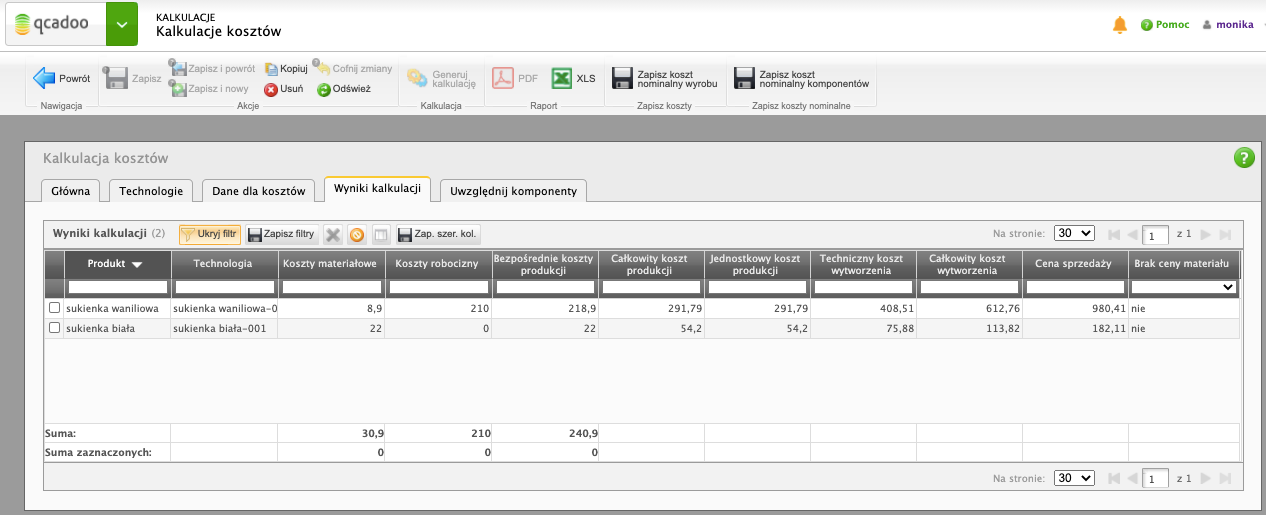 qcadoo
KALKULACJE
Kalkulacje kosztów
Pomoc
monika
Powrót
Zapisz
Zapisz i powrót
Zapisz i nowy
Kopiuj
Usuń
Cofnij zmiany
Odśwież
Generuj kalkulację
PDF
XLS
Zapisz koszt nominalny wyrobu
Zapisz koszt nominalny komponentów
Nawigacja
Akcje
Kalkulacja
Raport
Zapisz koszty
Zapisz koszty nominalne
Kalkulacja kosztów
?
Główna
Technologie
Dane dla kosztów
Wyniki kalkulacji
Uwzględnij komponenty
Wyniki kalkulacji (2)
Ukryj filtr
Zapisz filtry
Zap. szer. kol.
Na stronie: 30 1 z 1
Produkt
Technologia
Koszty materiałowe
Koszty robocizny
Bezpośrednie koszty produkcji
Całkowity koszt produkcji
Jednostkowy koszt produkcji
Techniczny koszt wytworzenia
Całkowity koszt wytworzenia
Cena sprzedaży
Brak ceny materiału
sukienka waniliowa sukienka waniliowa-0 8,9 210 218,9 291,79 291,79 408,51 612,76 980,41 nie
sukienka biała sukienka biała-001 22 0 22 54,2 54,2 75,88 113,82 182,11 nie
Suma: 30,9 210 240,9
Suma zaznaczonych: 0 0 0
Na stronie: 30 1 z 1